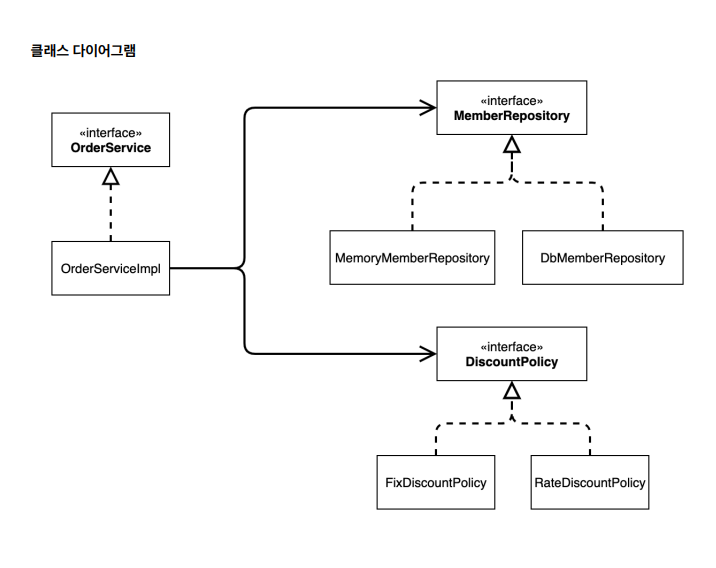 클래스 다이어그램
«interface»
OrderService
OrderServiceImpl
«interface»
MemberRepository
MemoryMemberRepository
DbMemberRepository
«interface»
DiscountPolicy
FixDiscountPolicy
RateDiscountPolicy